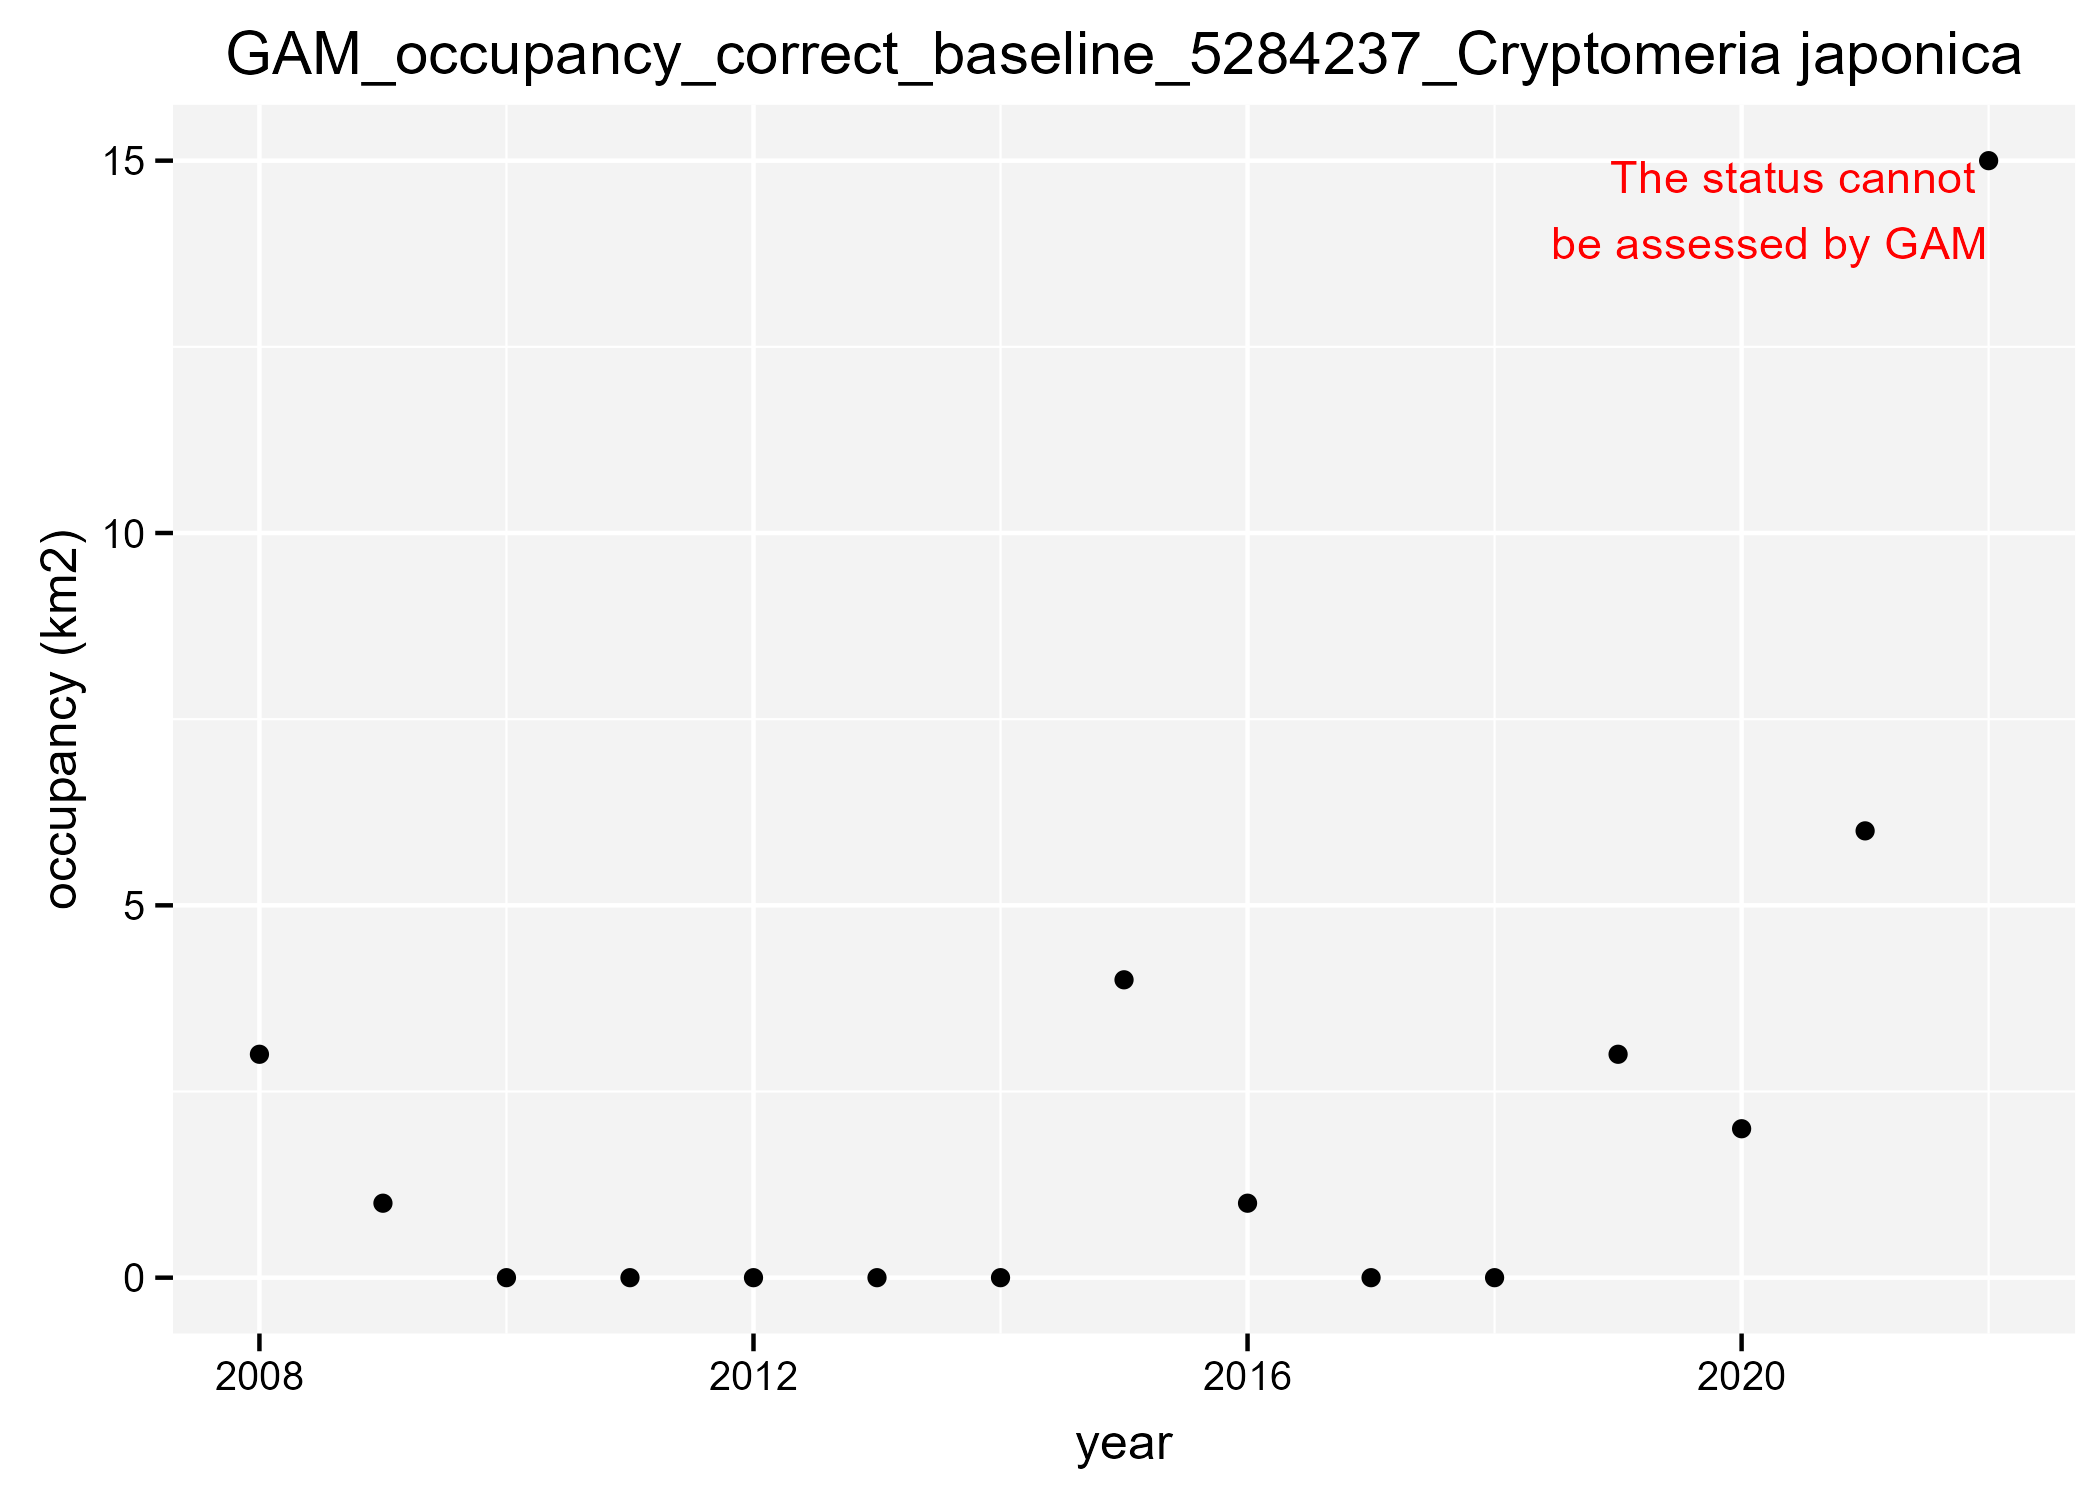 GAM_occupancy_correct_baseline_5284237_Cryptomeria japonica
The status cannot
be assessed by GAM
15
10
5
0
occupancy (km2)
2008
2012
2016
2020
year